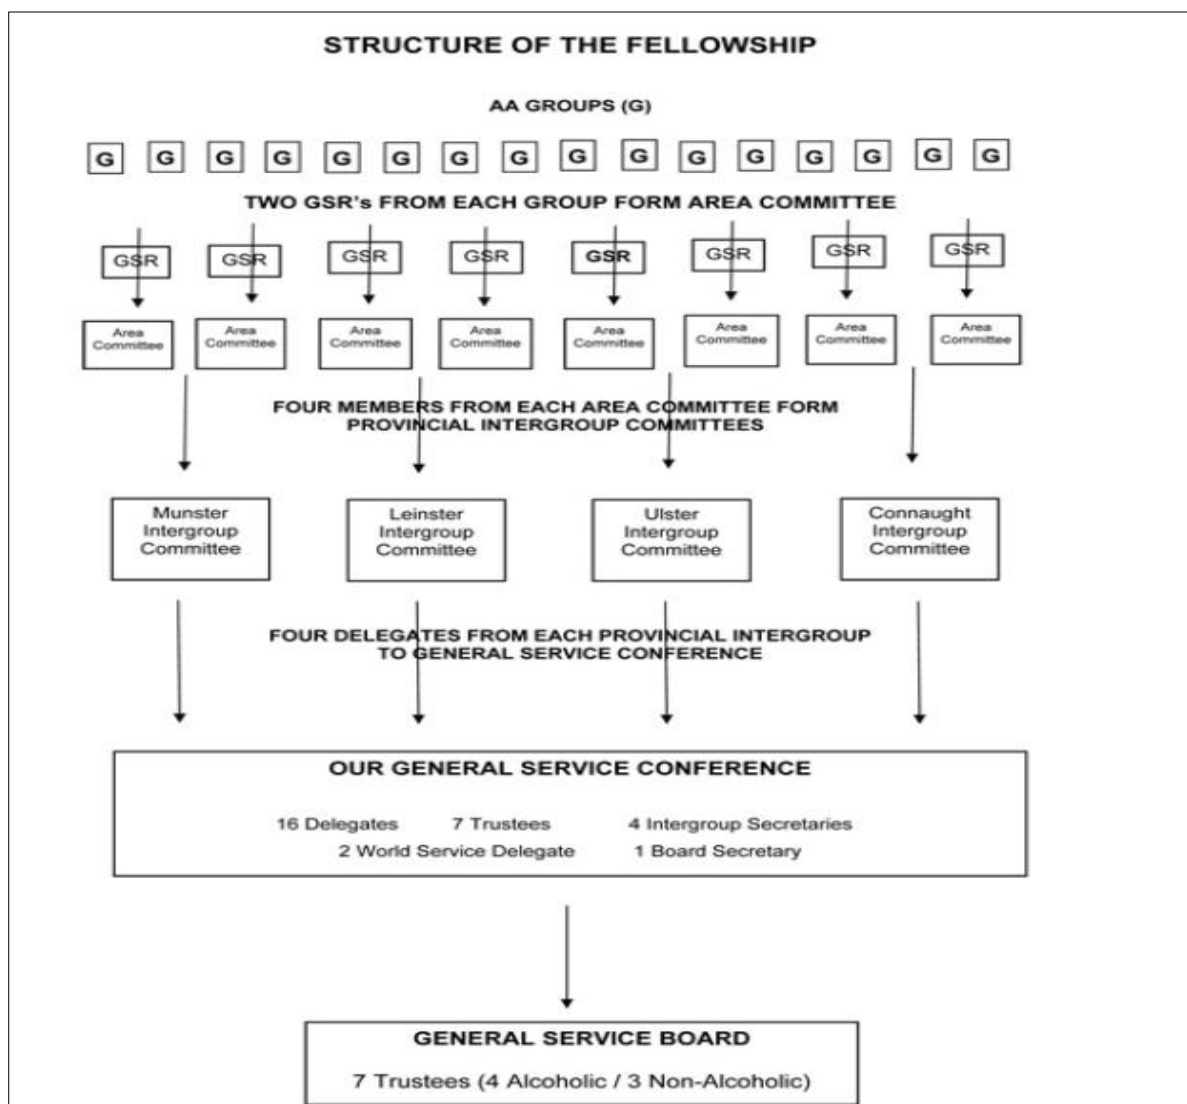 STRUCTURE OF THE FELLOWSHIP
AA GROUPS (G)
G G G G G G G G G G G G G G G G
TWO GSR's FROM EACH GROUP FORM AREA COMMITTEE
GSR GSR GSR GSR GSR GSR GSR GSR
Area Area Area Area Area Area Area Area
Committee Committee Committee Committee Committee Committee Committee Committee
FOUR MEMBERS FROM EACH AREA COMMITTEE FORM
PROVINCIAL INTERGROUP COMMITTEES
Munster Leinster Ulster Connaught
Intergroup Intergroup Intergroup Intergroup
Committee Committee Committee Committee
FOUR DELEGATES FROM EACH PROVINCIAL INTERGROUP
TO GENERAL SERVICE CONFERENCE
OUR GENERAL SERVICE CONFERENCE
16 Delegates 7 Trustees 4 Intergroup Secretaries
2 World Service Delegate 1 Board Secretary
GENERAL SERVICE BOARD
7 Trustees (4 Alcoholic / 3 Non-Alcoholic)